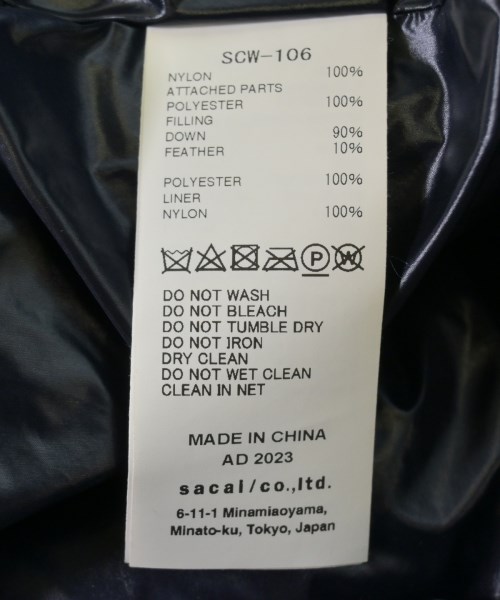 SCW-106
NYLON 100%
ATTACHED PARTS
POLYESTER 100%
FILLING
DOWN 90%
FEATHER 10%
POLYESTER 100%
LINER
NYLON 100%
P W
DO NOT WASH
DO NOT BLEACH
DO NOT TUMBLE DRY
DO NOT IRON
DRY CLEAN
DO NOT WET CLEAN
CLEAN IN NET
MADE IN CHINA
AD 2023
sacai/co.,ltd.
6-11-1 Minamiaoyama,
Minato-ku, Tokyo, Japan